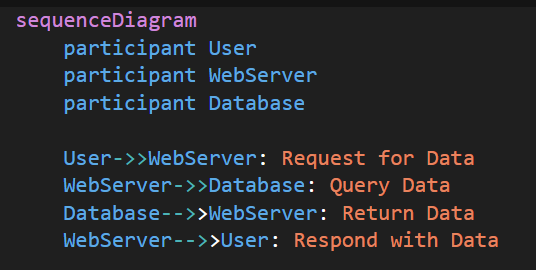 sequenceDiagram
    participant User
    participant WebServer
    participant Database

    User->>WebServer: Request for Data
    WebServer->>Database: Query Data
    Database-->>WebServer: Return Data
    WebServer-->>User: Respond with Data